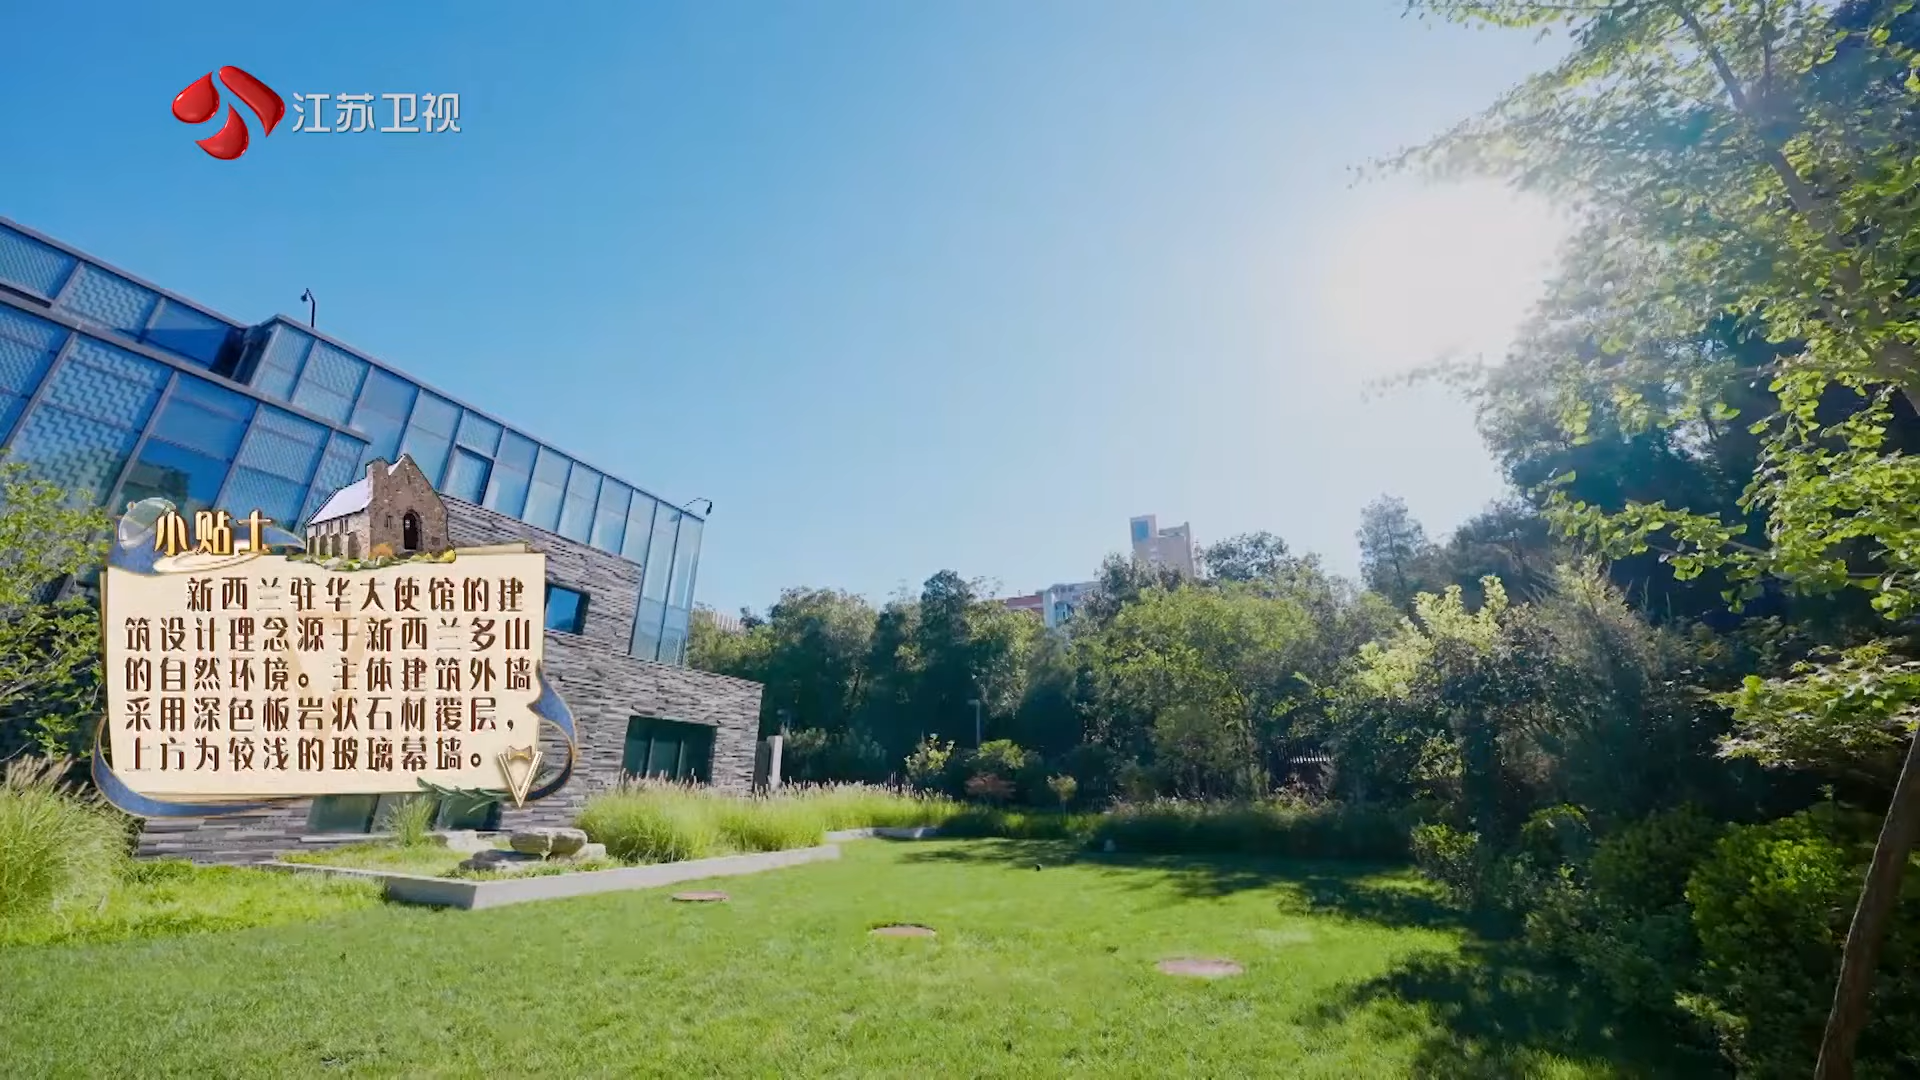 江苏卫视
小贴士
新西兰驻华大使馆的建
筑设计理念源于新西兰多山
的自然环境。主体建筑外墙
采用深色板岩状石材覆层，
上方为较浅的玻璃幕墙。